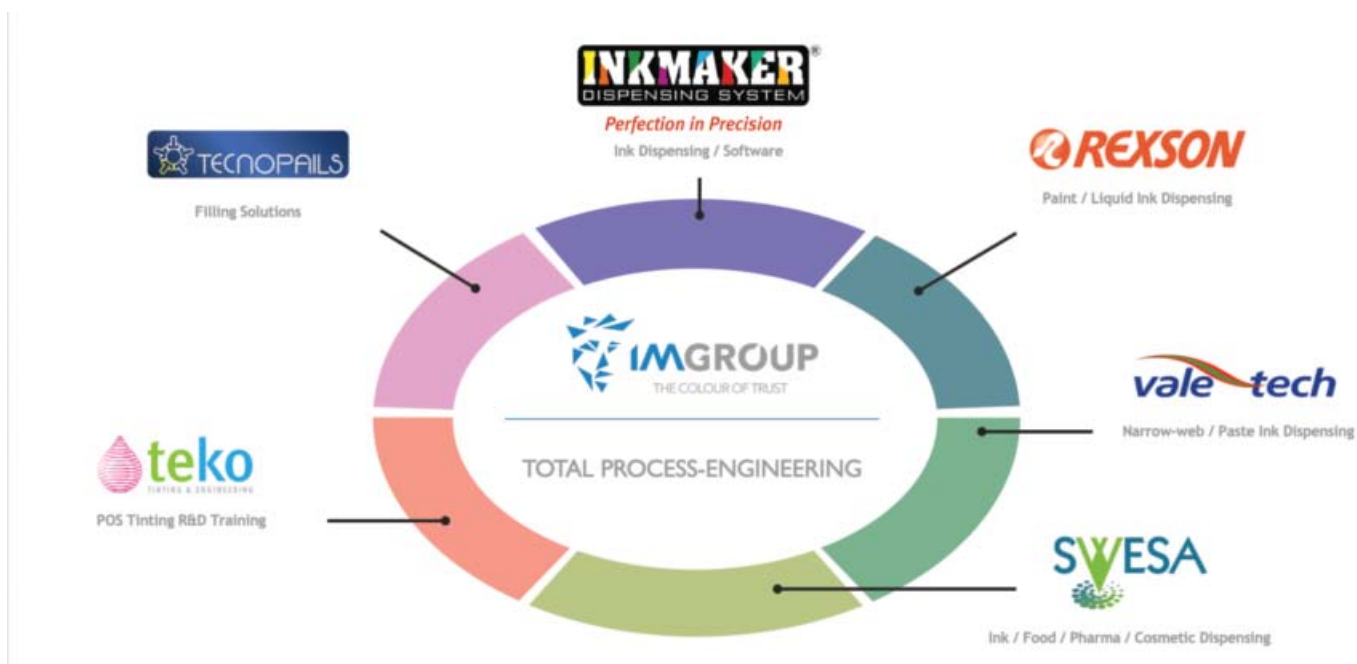 INKMAKER®
DISPENSING SYSTEM
Perfection in Precision
Ink Dispensing / Software
TECNOPAILS
Filling Solutions
REXSON
Paint / Liquid Ink Dispensing
IMGROUP
THE COLOUR OF TRUST
vale tech
Narrow-web / Paste Ink Dispensing
TOTAL PROCESS-ENGINEERING
teko
TINTING & ENGINEERING
POS Tinting R&D Training
SWESA
Ink / Food / Pharma / Cosmetic Dispensing